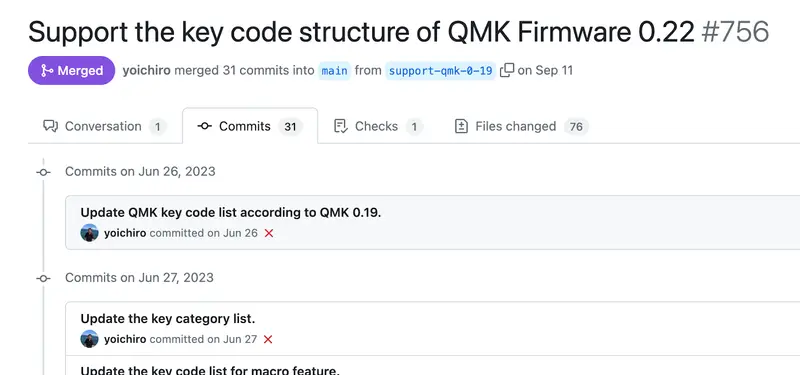 Support the key code structure of QMK Firmware 0.22 #756
Merged yoichiro merged 31 commits into main from support-qmk-0-19 on Sep 11
Conversation 1 Commits 31 Checks 1 Files changed 76
Commits on Jun 26, 2023
Update QMK key code list according to QMK 0.19.
yoichiro committed on Jun 26
Commits on Jun 27, 2023
Update the key category list.
yoichiro committed on Jun 27
Update the key code list for macro feature.